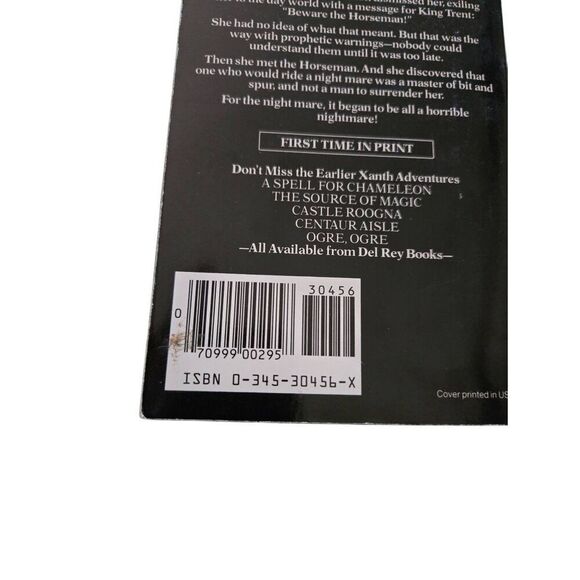 dismissed her, exiling
to the day world with a message for King Trent:
"Beware the Horseman!"
She had no idea of what that meant. But that was the
way with prophetic warnings—nobody could
understand them until it was too late.
Then she met the Horseman. And she discovered that
one who would ride a night mare was a master of bit and
spur, and not a man to surrender her.
For the night mare, it began to be all a horrible
nightmare!
FIRST TIME IN PRINT
Don't Miss the Earlier Xanth Adventures
A SPELL FOR CHAMELEON
THE SOURCE OF MAGIC
CASTLE ROOGNA
CENTAUR AISLE
OGRE, OGRE
—All Available from Del Rey Books—
30456
0
70999 00295
ISBN 0-345-30456-X
Cover printed in US